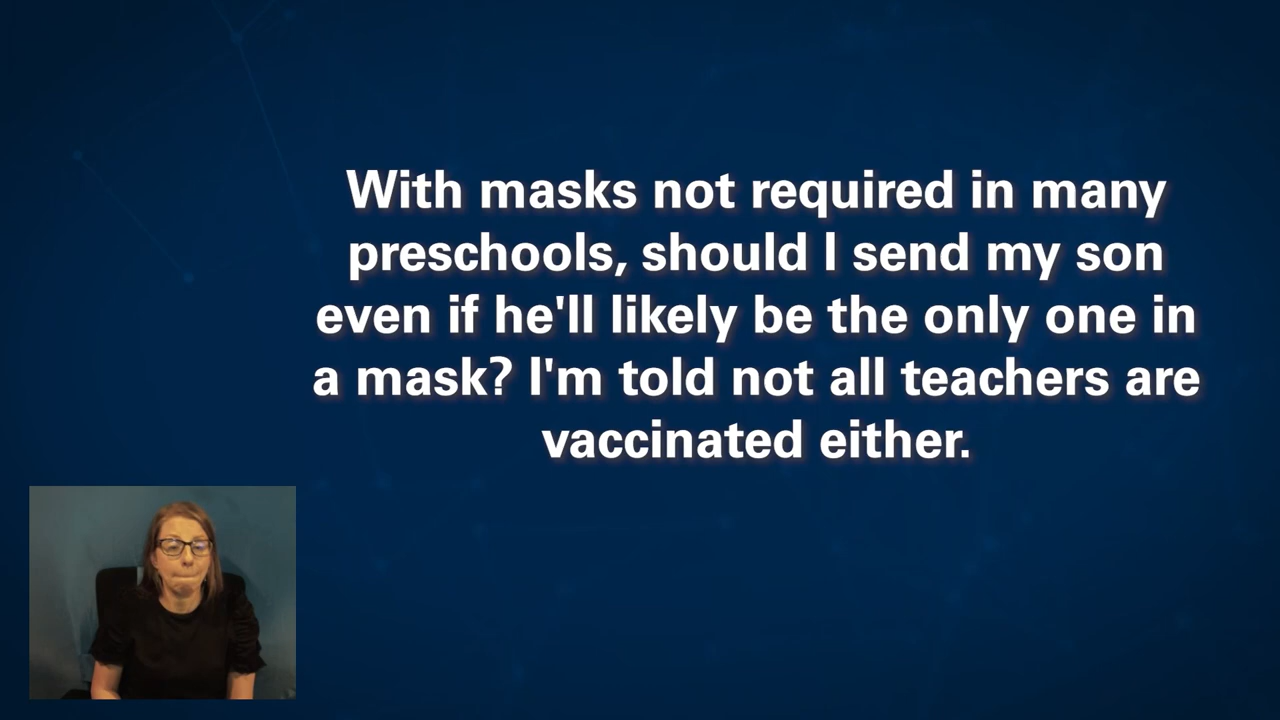 With masks not required in many
preschools, should I send my son
even if he'll likely be the only one in
a mask? I'm told not all teachers are
vaccinated either.